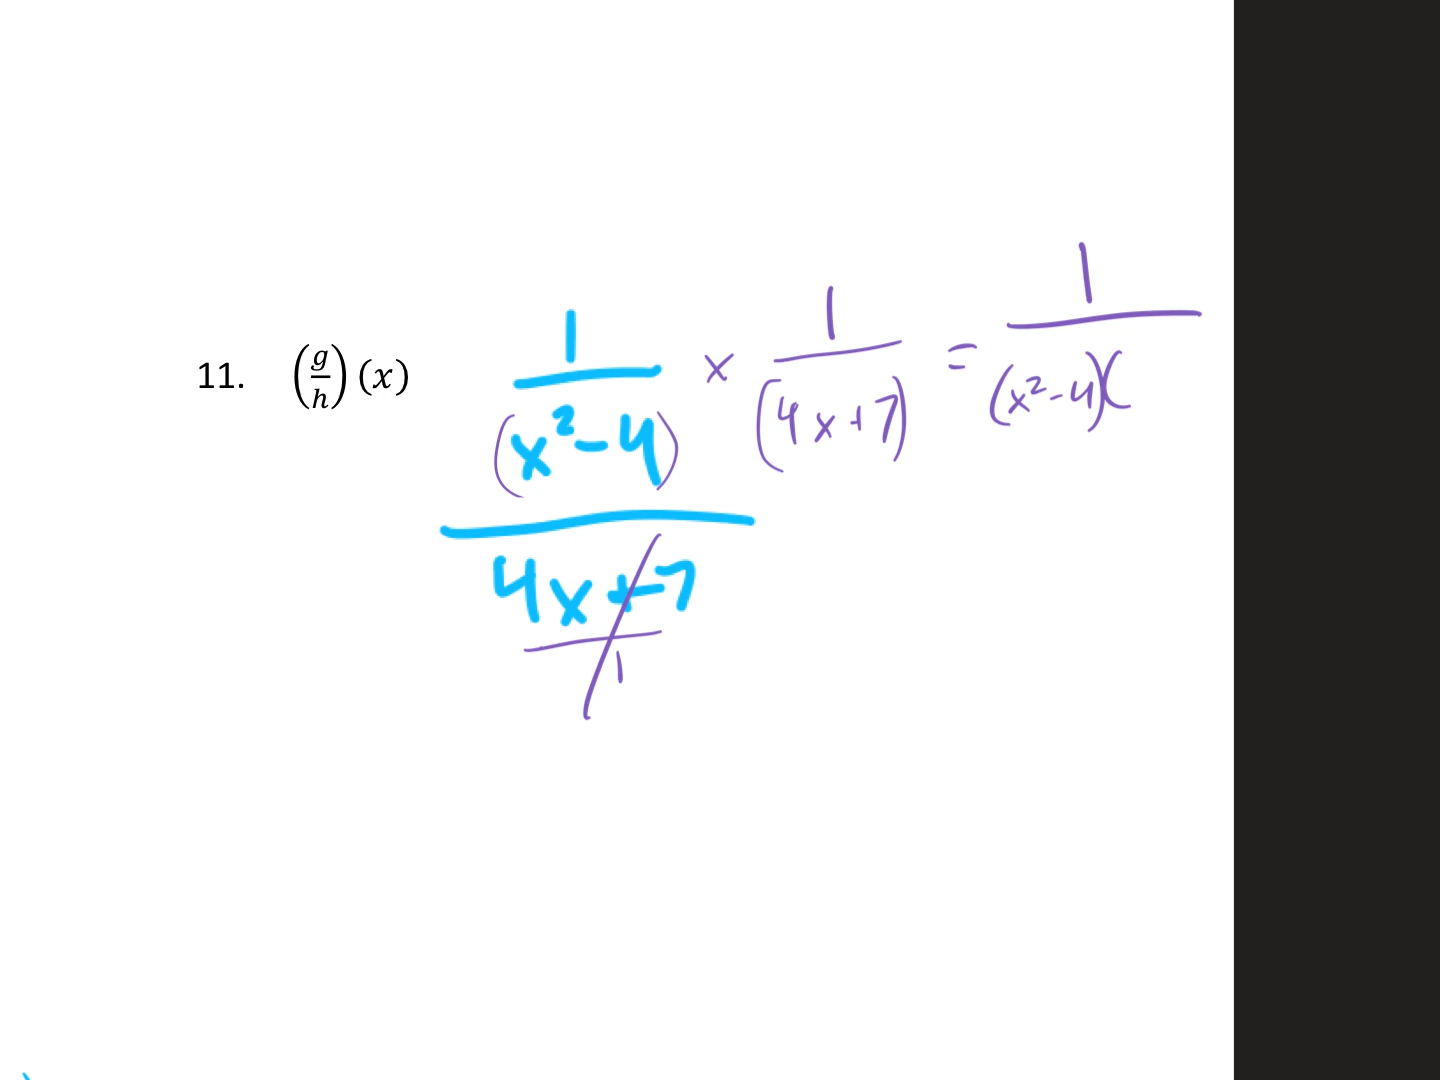 11. (g/h)(x) 1/(x²-4) / (4x+7)/1 × 1/(4x+7) = 1/(x²-4)(